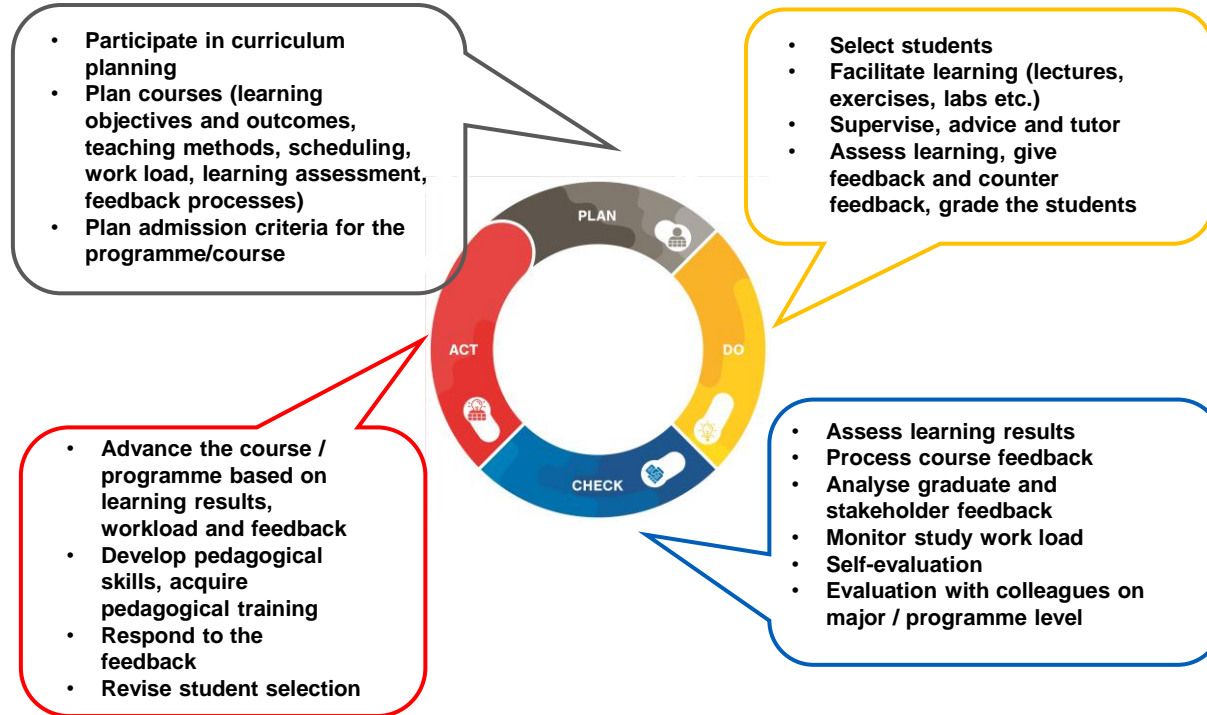 • Participate in curriculum
planning
• Plan courses (learning
objectives and outcomes,
teaching methods, scheduling,
work load, learning assessment,
feedback processes)
• Plan admission criteria for the
programme/course
• Select students
• Facilitate learning (lectures,
exercises, labs etc.)
• Supervise, advice and tutor
• Assess learning, give
feedback and counter
feedback, grade the students
PLAN
ACT
DO
CHECK
• Advance the course /
programme based on
learning results,
workload and feedback
• Develop pedagogical
skills, acquire
pedagogical training
• Respond to the
feedback
• Revise student selection
• Assess learning results
• Process course feedback
• Analyse graduate and
stakeholder feedback
• Monitor study work load
• Self-evaluation
• Evaluation with colleagues on
major / programme level